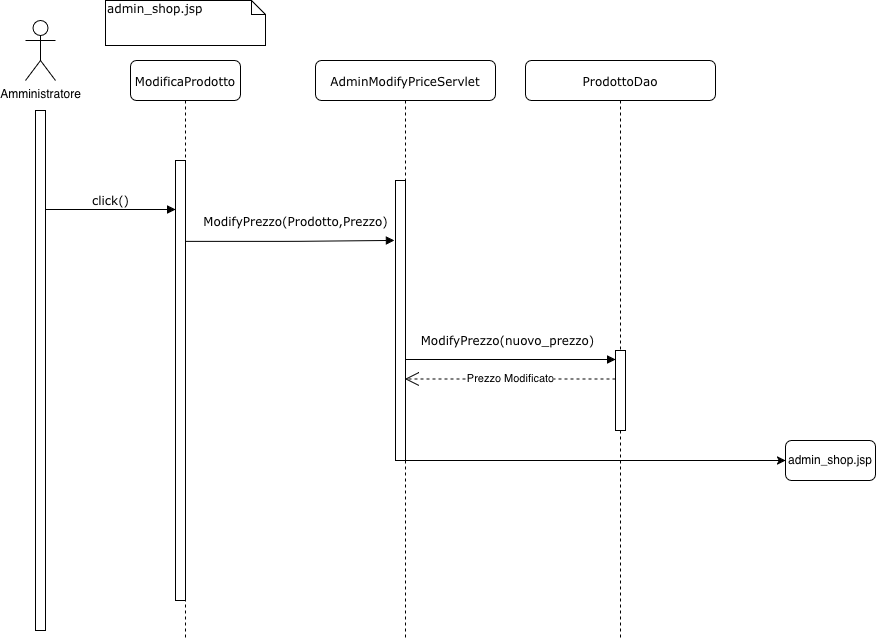 admin_shop.jsp
Amministratore
ModificaProdotto
AdminModifyPriceServlet
ProdottoDao
click()
ModifyPrezzo(Prodotto,Prezzo)
ModifyPrezzo(nuovo_prezzo)
Prezzo Modificato
admin_shop.jsp